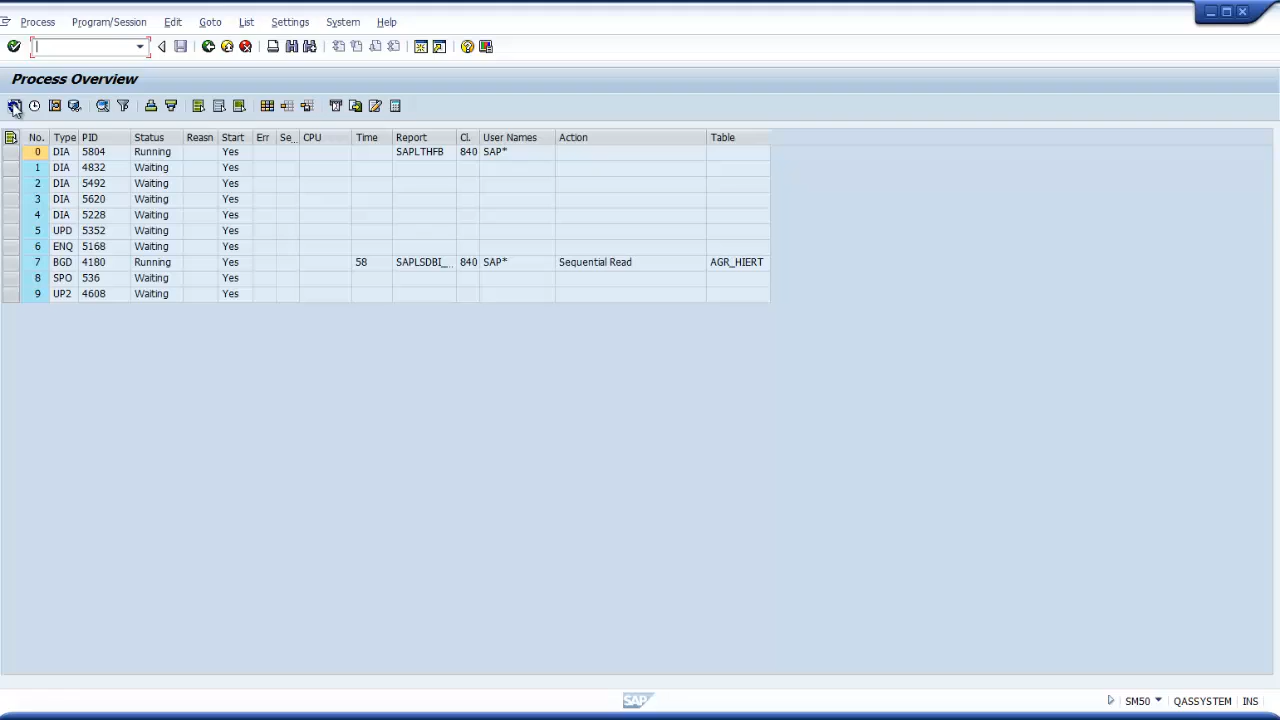 Process Program/Session Edit Goto List Settings System Help
Process Overview
No. Type PID Status Reasn Start Err Se... CPU Time Report Cl. User Names Action Table
0 DIA 5804 Running Yes SAPLTHFB 840 SAP*
1 DIA 4832 Waiting Yes
2 DIA 5492 Waiting Yes
3 DIA 5620 Waiting Yes
4 DIA 5228 Waiting Yes
5 UPD 5352 Waiting Yes
6 ENQ 5168 Waiting Yes
7 BGD 4180 Running Yes 58 SAPLSDBI_... 840 SAP* Sequential Read AGR_HIERT
8 SPO 536 Waiting Yes
9 UP2 4608 Waiting Yes
SAP SM50 QASSYSTEM INS